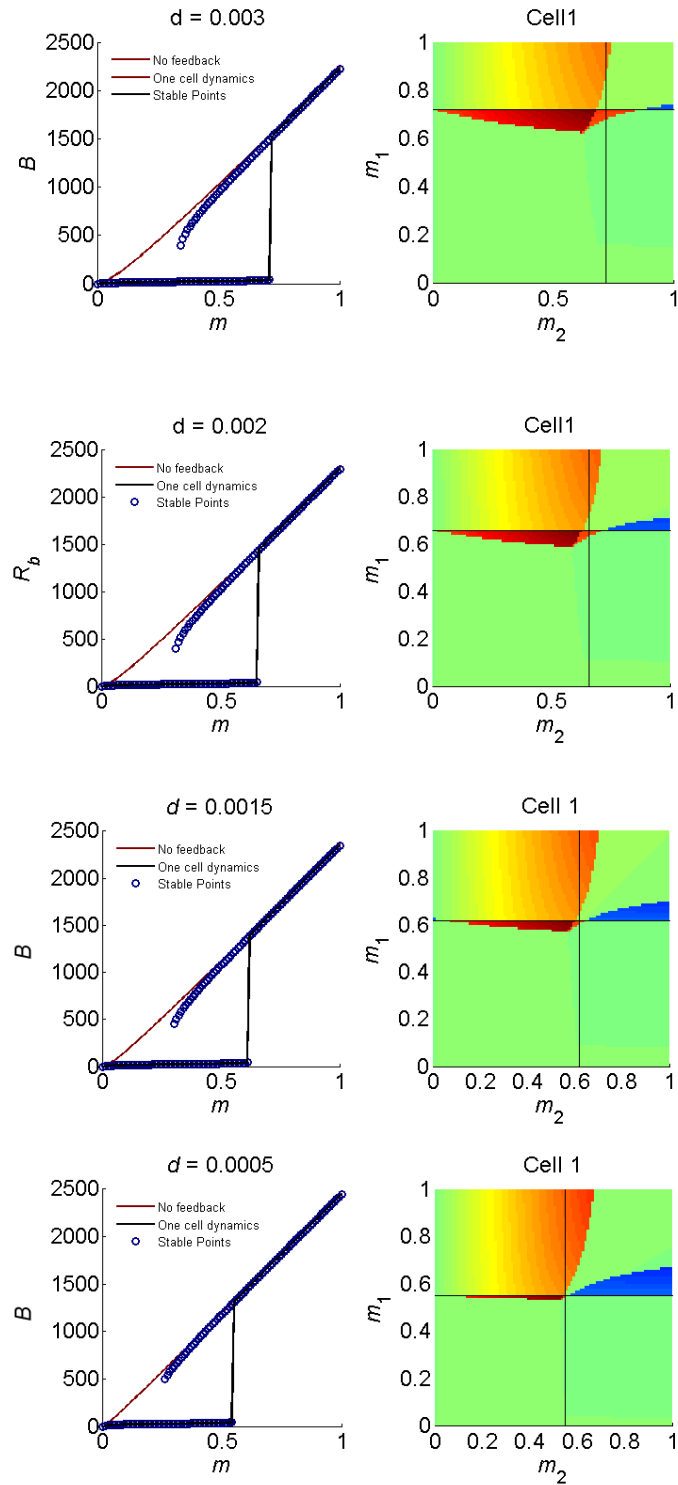 d = 0.003
2500
2000
1500
1000
500
0
B
No feedback
One cell dynamics
Stable Points
0
0.5
1
m
Cell1
1
0.8
0.6
0.4
0.2
0
m1
0
0.5
1
m2
d = 0.002
2500
2000
1500
1000
500
0
Rb
No feedback
One cell dynamics
Stable Points
0
0.5
1
m
Cell1
1
0.8
0.6
0.4
0.2
0
m1
0
0.5
1
m2
d = 0.0015
2500
2000
1500
1000
500
0
B
No feedback
One cell dynamics
Stable Points
0
0.5
1
m
Cell 1
1
0.8
0.6
0.4
0.2
0
m1
0 0.2 0.4 0.6 0.8 1
m2
d = 0.0005
2500
2000
1500
1000
500
0
B
No feedback
One cell dynamics
Stable Points
0
0.5
1
m
Cell 1
1
0.8
0.6
0.4
0.2
0
m1
0 0.2 0.4 0.6 0.8 1
m2